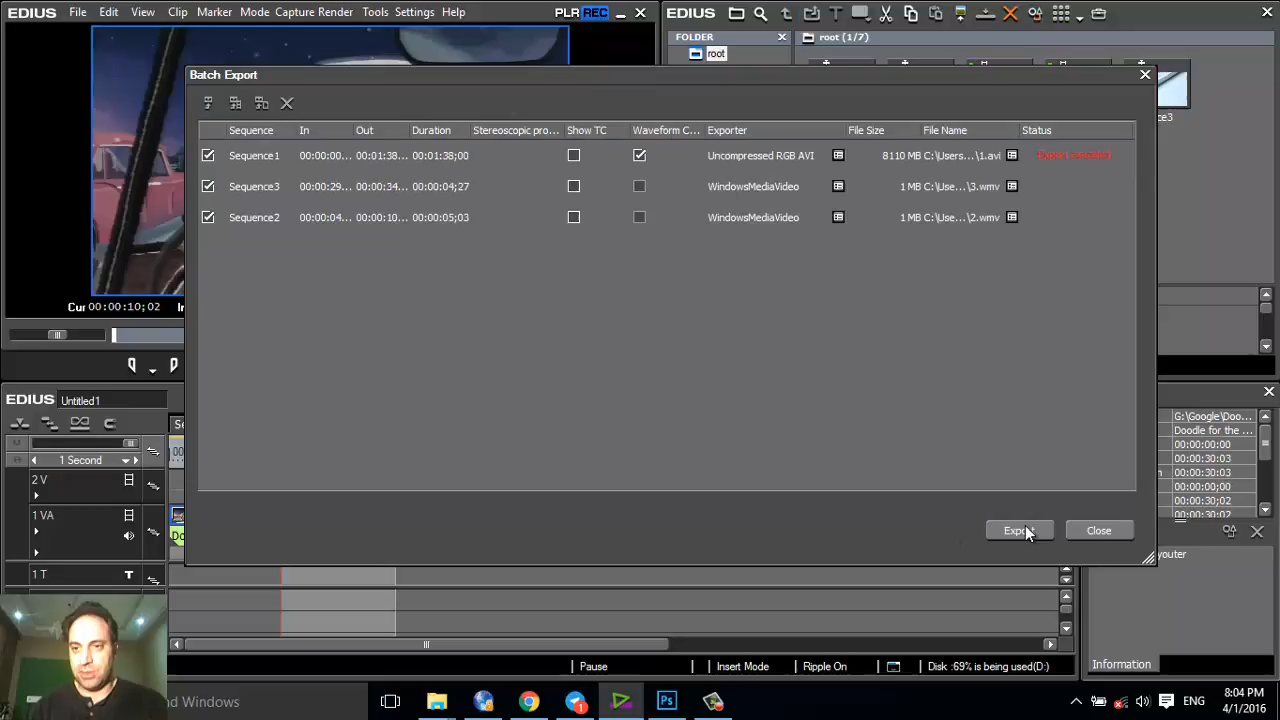 File Edit View Clip Marker Mode Capture Render Tools Settings Help PLR REC
EDIUS
FOLDER
root
root (1/7)
Batch Export
Sequence In Out Duration Stereoscopic pro... Show TC Waveform C... Exporter File Size File Name Status
Sequence1 00:00:00... 00:01:38... 00:01:38;00 Uncompressed RGB AVI 8110 MB C:\Users...\1.avi
Sequence3 00:00:29... 00:00:34... 00:00:04;27 WindowsMediaVideo 1 MB C:\Use...\3.wmv
Sequence2 00:00:04... 00:00:10... 00:00:05;03 WindowsMediaVideo 1 MB C:\Use...\2.wmv
Cur 00:00:10;02
Export Close
EDIUS Untitled1
1 Second
2 V
1 VA
1 T
G:\Google\Doo...
Doodle for the ...
00:00:00:00
00:00:30:03
00:00:30:03
00:00:00;00
00:00:30;02
00:00:30:02
Information
Pause Insert Mode Ripple On Disk :69% is being used(D:)
nd Windows
ENG
8:04 PM
4/1/2016